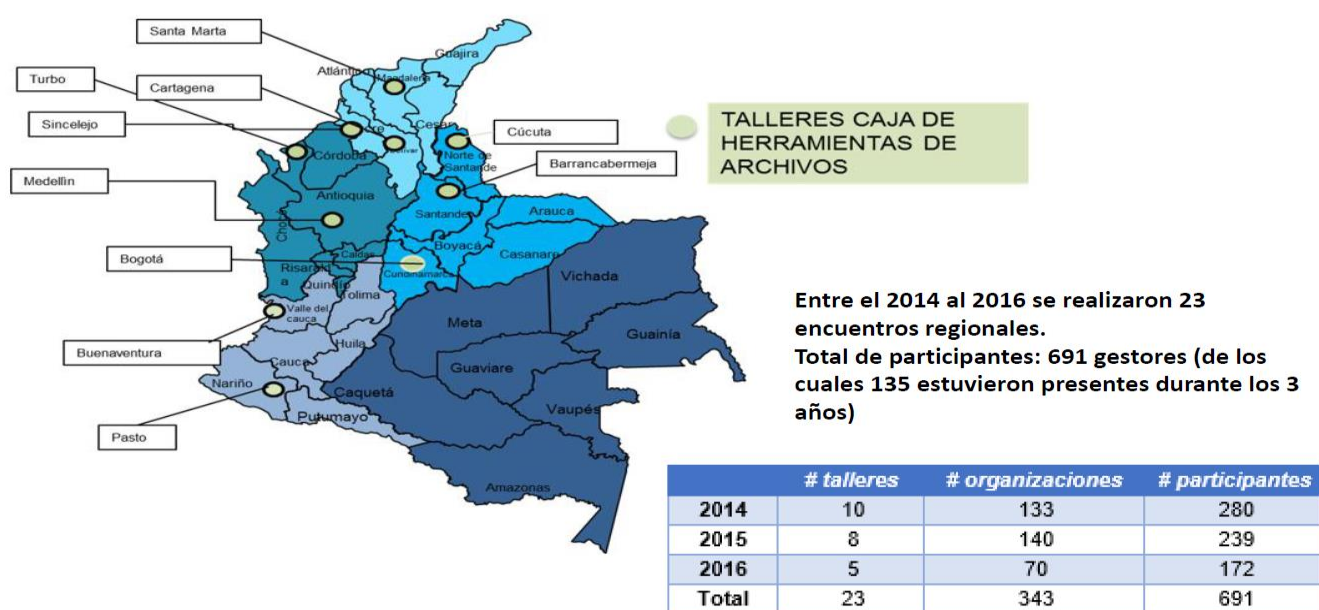 Santa Marta
Turbo
Cartagena
Sincelejo
Medellìn
Bogotá
Buenaventura
Pasto
Cúcuta
Barrancabermeja
Guajira
Atlántico
Magdalena
Cesar
Córdoba
Norte de
Santande
Antioquia
Santander
Arauca
Boyacá
Casanare
Caldas
Cundinamarca
Risarald
a
Quindío
Tolima
Valle del
cauca
Vichada
Meta
Guainía
Huila
Cauca
Guaviare
Nariño
Caquetá
Vaupés
Putumayo
Amazonas
TALLERES CAJA DE
HERRAMIENTAS DE
ARCHIVOS
Entre el 2014 al 2016 se realizaron 23
encuentros regionales.
Total de participantes: 691 gestores (de los
cuales 135 estuvieron presentes durante los 3
años)
# talleres # organizaciones # participantes
2014 10 133 280
2015 8 140 239
2016 5 70 172
Total 23 343 691